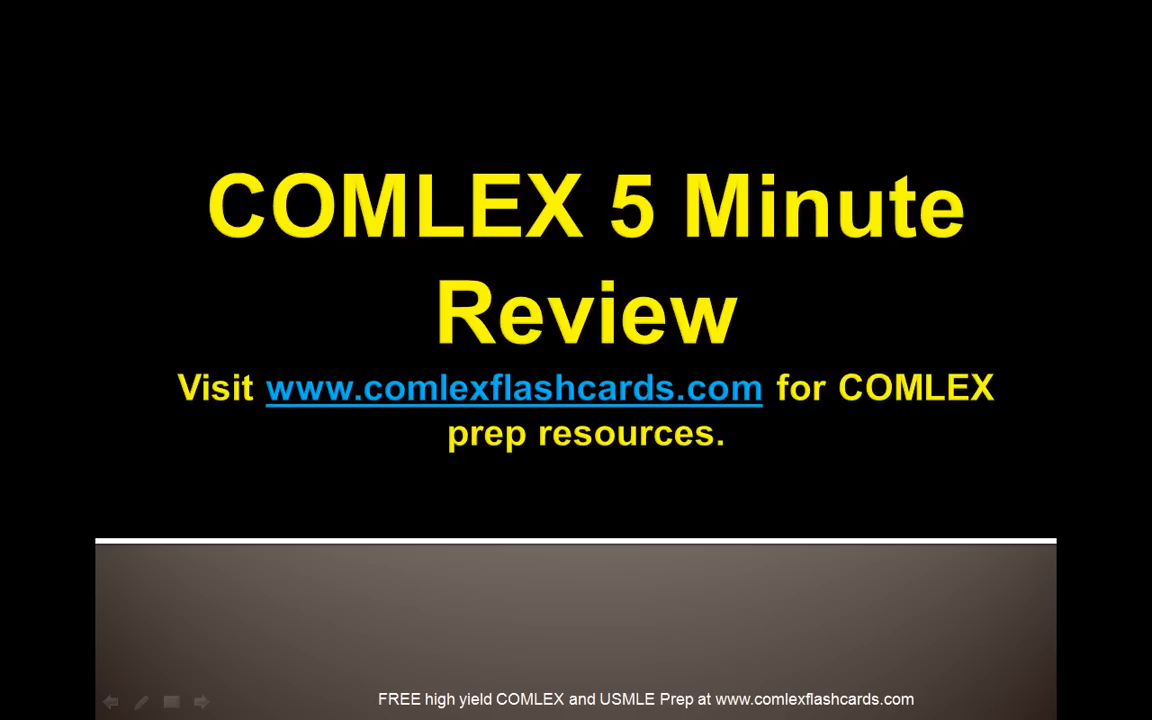 COMLEX 5 Minute
Review
Visit www.comlexflashcards.com for COMLEX
prep resources.
FREE high yield COMLEX and USMLE Prep at www.comlexflashcards.com